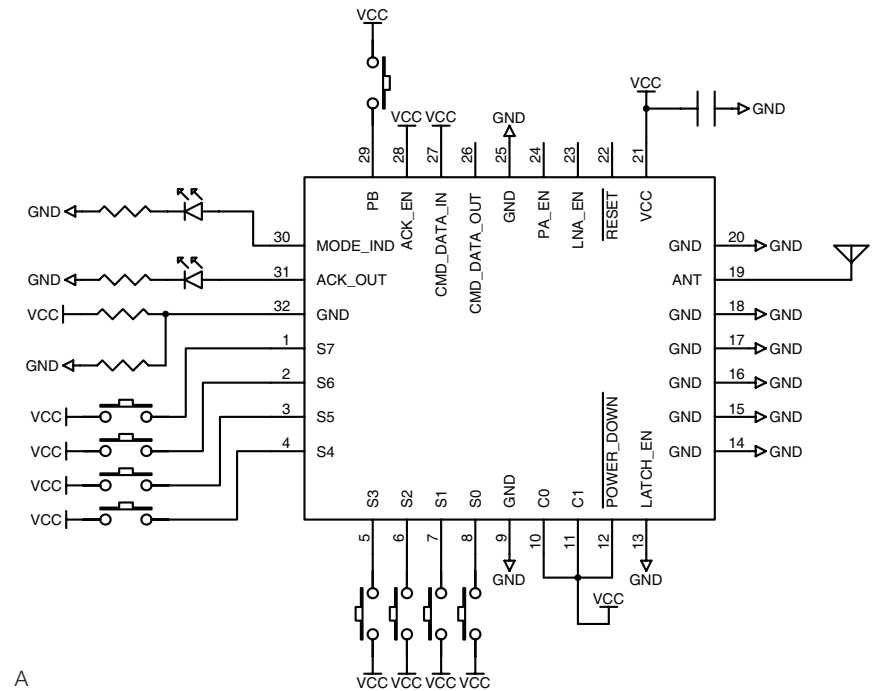 VCC
VCC
VCC VCC
GND
GND
29
28
27
26
25
24
23
22
21
PB
ACK_EN
CMD_DATA_IN
CMD_DATA_OUT
GND
PA_EN
LNA_EN
RESET
VCC
GND
30 MODE_IND
GND
31 ACK_OUT
VCC
32 GND
GND
1 S7
2 S6
VCC
3 S5
VCC
4 S4
VCC
VCC
GND 20 GND
ANT 19
GND 18 GND
GND 17 GND
GND 16 GND
GND 15 GND
GND 14 GND
S3
S2
S1
S0
GND
C0
C1
POWER_DOWN
LATCH_EN
5
6
7
8
9
10
11
12
13
GND
GND
VCC
VCC VCC VCC VCC
A